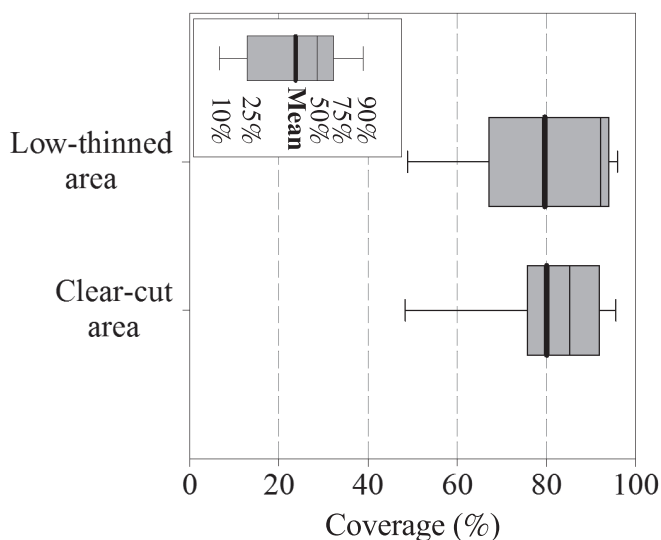 10%
25%
Mean
50%
75%
90%
Low-thinned
area
Clear-cut
area
0 20 40 60 80 100
Coverage (%)